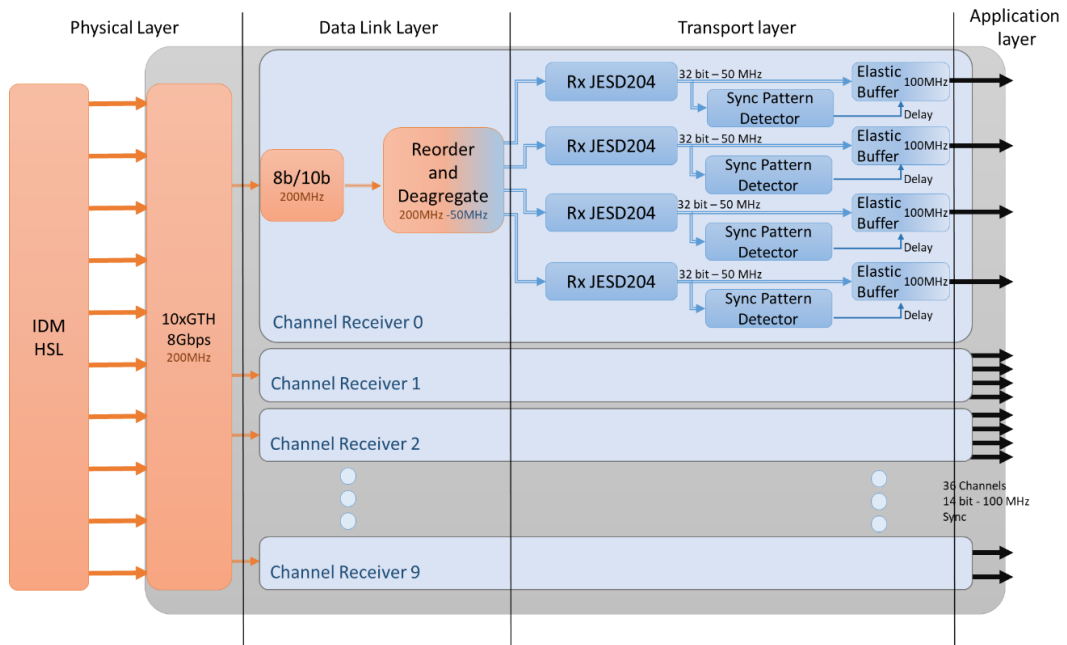 Physical Layer
Data Link Layer
Transport layer
Application
layer
IDM
HSL
10xGTH
8Gbps
200MHz
8b/10b
200MHz
Reorder
and
Deagregate
200MHz -50MHz
Rx JESD204
32 bit – 50 MHz
Sync Pattern
Detector
Elastic
Buffer
100MHz
Delay
Rx JESD204
32 bit – 50 MHz
Sync Pattern
Detector
Elastic
Buffer
100MHz
Delay
Rx JESD204
32 bit – 50 MHz
Sync Pattern
Detector
Elastic
Buffer
100MHz
Delay
Rx JESD204
32 bit – 50 MHz
Sync Pattern
Detector
Elastic
Buffer
100MHz
Delay
Channel Receiver 0
Channel Receiver 1
Channel Receiver 2
36 Channels
14 bit - 100 MHz
Sync
Channel Receiver 9